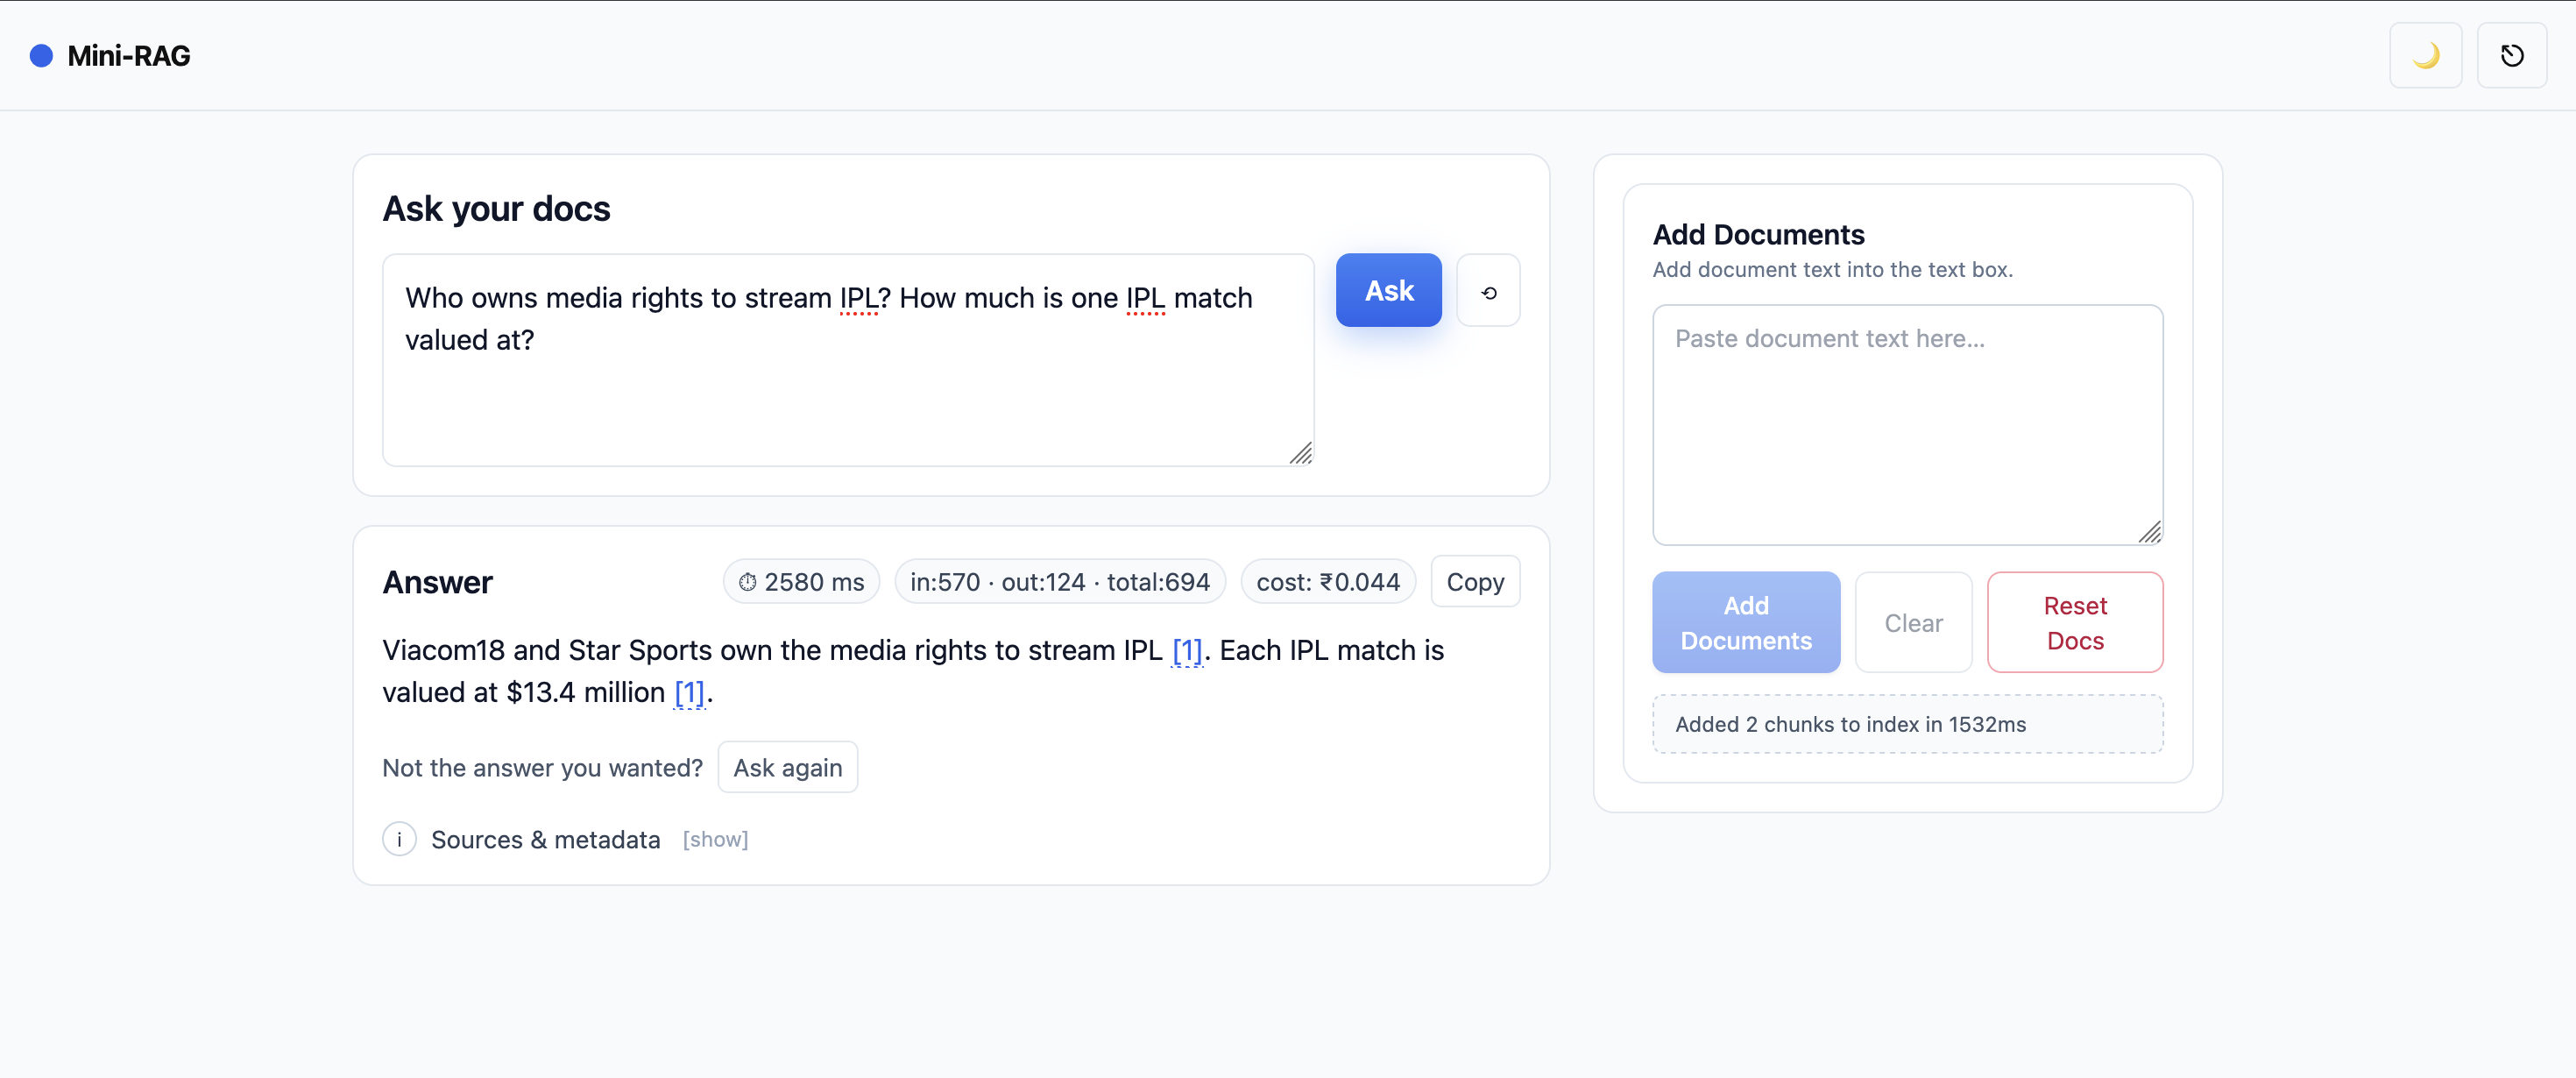 Mini-RAG
Ask your docs
Who owns media rights to stream IPL? How much is one IPL match
valued at?
Ask
Answer
2580 ms
in:570 · out:124 · total:694
cost: ₹0.044
Copy
Viacom18 and Star Sports own the media rights to stream IPL [1]. Each IPL match is
valued at $13.4 million [1].
Not the answer you wanted?
Ask again
i
Sources & metadata
[show]
Add Documents
Add document text into the text box.
Paste document text here...
Add
Documents
Clear
Reset
Docs
Added 2 chunks to index in 1532ms